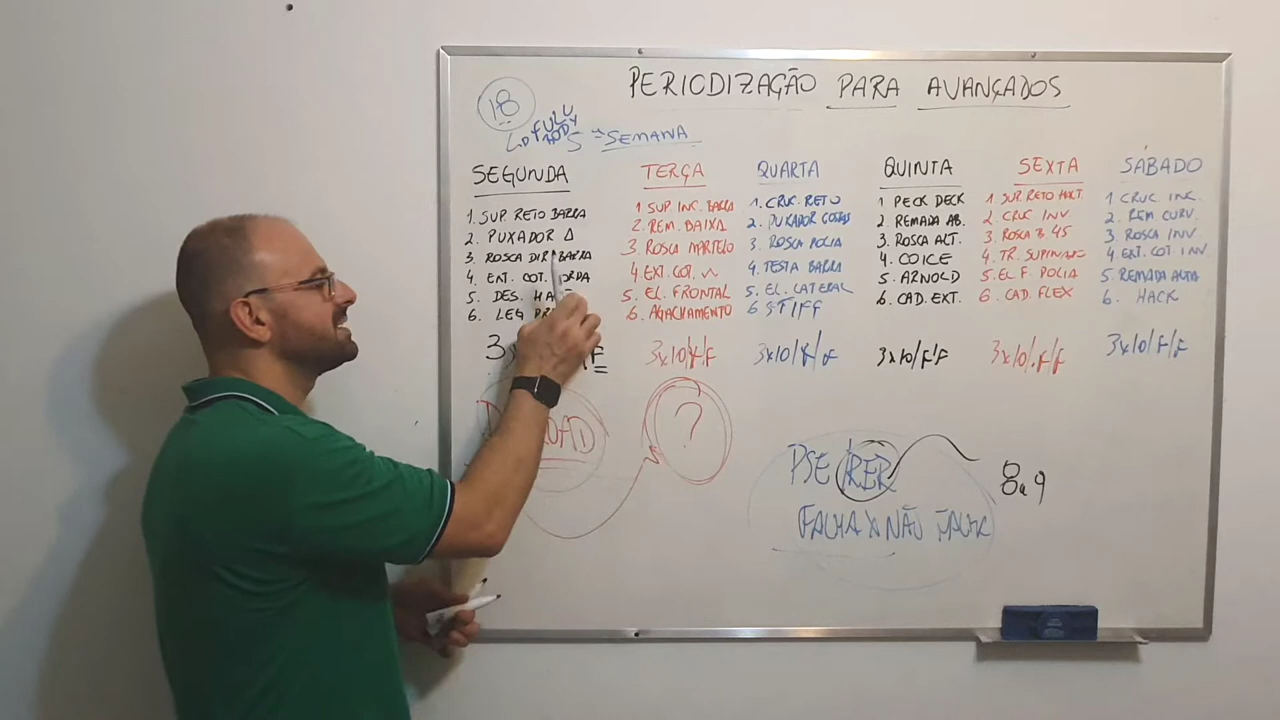 PERIODIZAÇÃO PARA AVANÇADOS
18
FULL BODY
5 = SEMANA
SEGUNDA
1. SUP. RETO BARRA
2. PUXADOR Δ
3. ROSCA DIR. BARRA
4. EXT. COT.
5. DES.
6. LEG
TERÇA
1 SUP. INC. BARRA
2. REM. BAIXA
3. ROSCA MARTELO
4. EXT. COT.
5. EL. FRONTAL
6. AGACHAMENTO
3x10/F/F
QUARTA
1. CRUC. RETO
2. PUXADOR COSTAS
3. ROSCA POLIA
4. TESTA BARRA
5. EL. LATERAL
6 STIFF
3x10/F/F
QUINTA
1 PECK DECK
2. REMADA AB.
3. ROSCA ALT.
4. COICE
5. ARNOLD
6. CAD. EXT.
3x10/F/F
SEXTA
1. SUP. RETO HALT.
2. CRUC INV.
3. ROSCA B 45
4. TR. SUPINADO
5. EL F. POLIA
6. CAD. FLEX
3x10/F/F
SÁBADO
1 CRUC. INC.
2. REM CURV.
3. ROSCA INV.
4. EXT. COT INV
5. REMADA ALTA
6. HACK
3x10/F/F
?
PSE RER
8 a 9
FALHA X NÃO FALHA